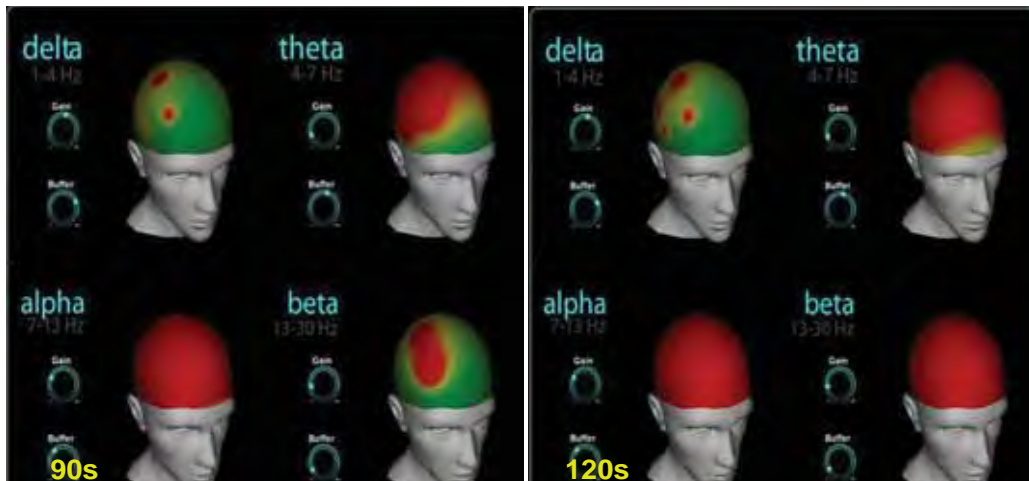 delta
1-4 Hz
Gain
Buffer
theta
4-7 Hz
Gain
Buffer
alpha
7-13 Hz
Gain
Buffer
90s
beta
13-30 Hz
Gain
Buffer
delta
1-4 Hz
Gain
Buffer
theta
4-7 Hz
Gain
Buffer
alpha
7-13 Hz
Gain
Buffer
120s
beta
13-30 Hz
Gain
Buffer